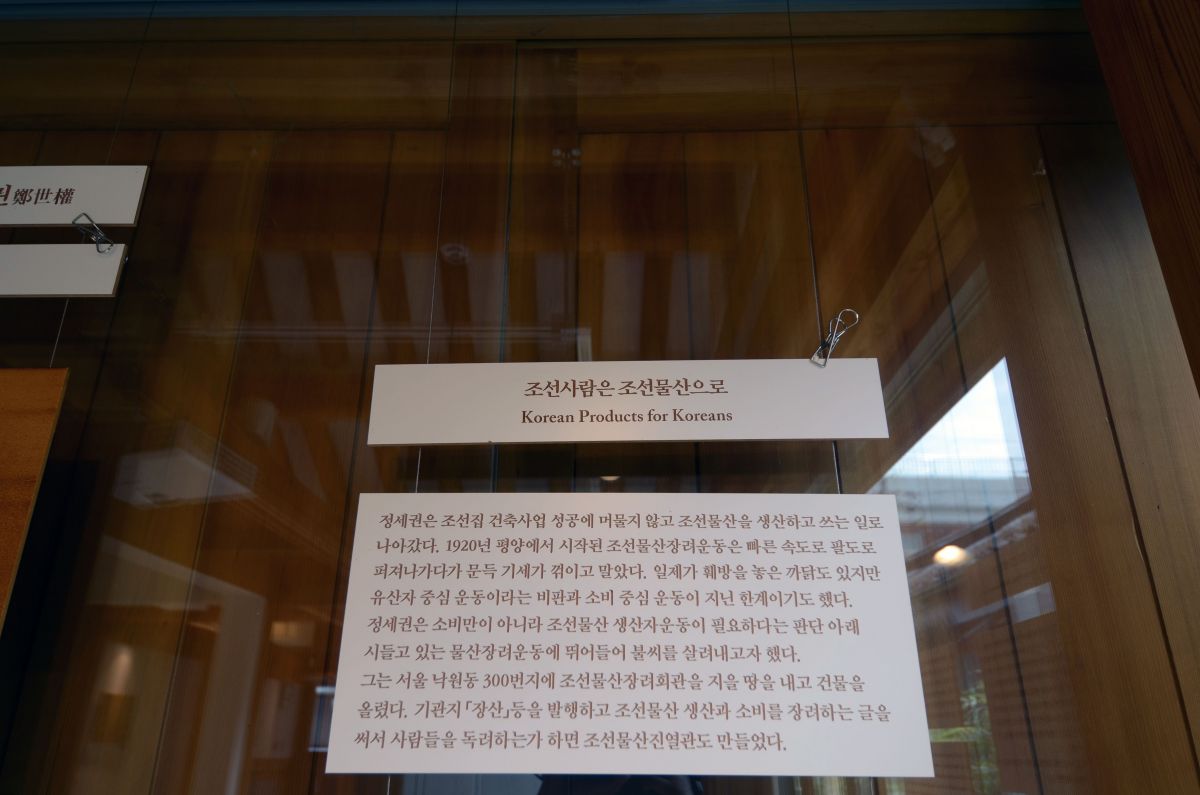 鄭世權
조선사람은 조선물산으로
Korean Products for Koreans
정세권은 조선집 건축사업 성공에 머물지 않고 조선물산을 생산하고 쓰는 일로
나아갔다. 1920년 평양에서 시작된 조선물산장려운동은 빠른 속도로 팔도로
퍼져나가다가 문득 기세가 꺾이고 말았다. 일제가 훼방을 놓은 까닭도 있지만
유산자 중심 운동이라는 비판과 소비 중심 운동이 지닌 한계이기도 했다.
정세권은 소비만이 아니라 조선물산 생산자운동이 필요하다는 판단 아래
시들고 있는 물산장려운동에 뛰어들어 불씨를 살려내고자 했다.
그는 서울 낙원동 300번지에 조선물산장려회관을 지을 땅을 내고 건물을
올렸다. 기관지 「장산」등을 발행하고 조선물산 생산과 소비를 장려하는 글을
써서 사람들을 독려하는가 하면 조선물산진열관도 만들었다.